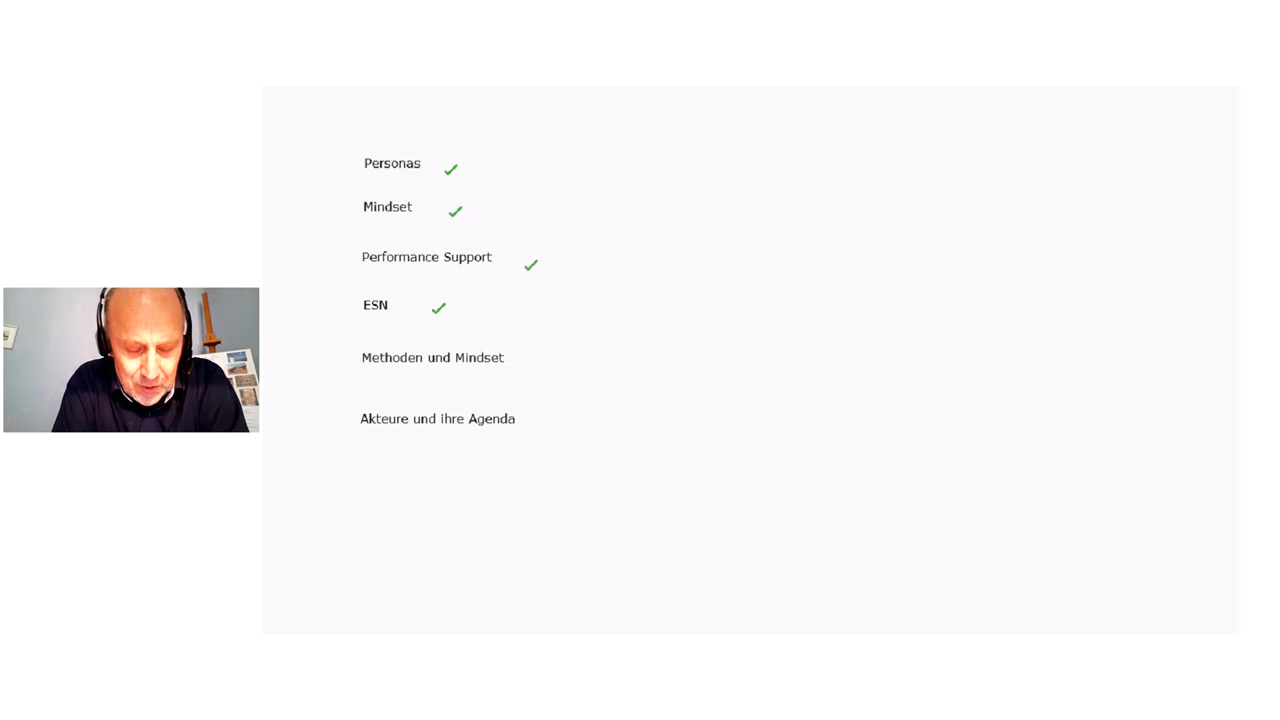 Personas
Mindset
Performance Support
ESN
Methoden und Mindset
Akteure und ihre Agenda